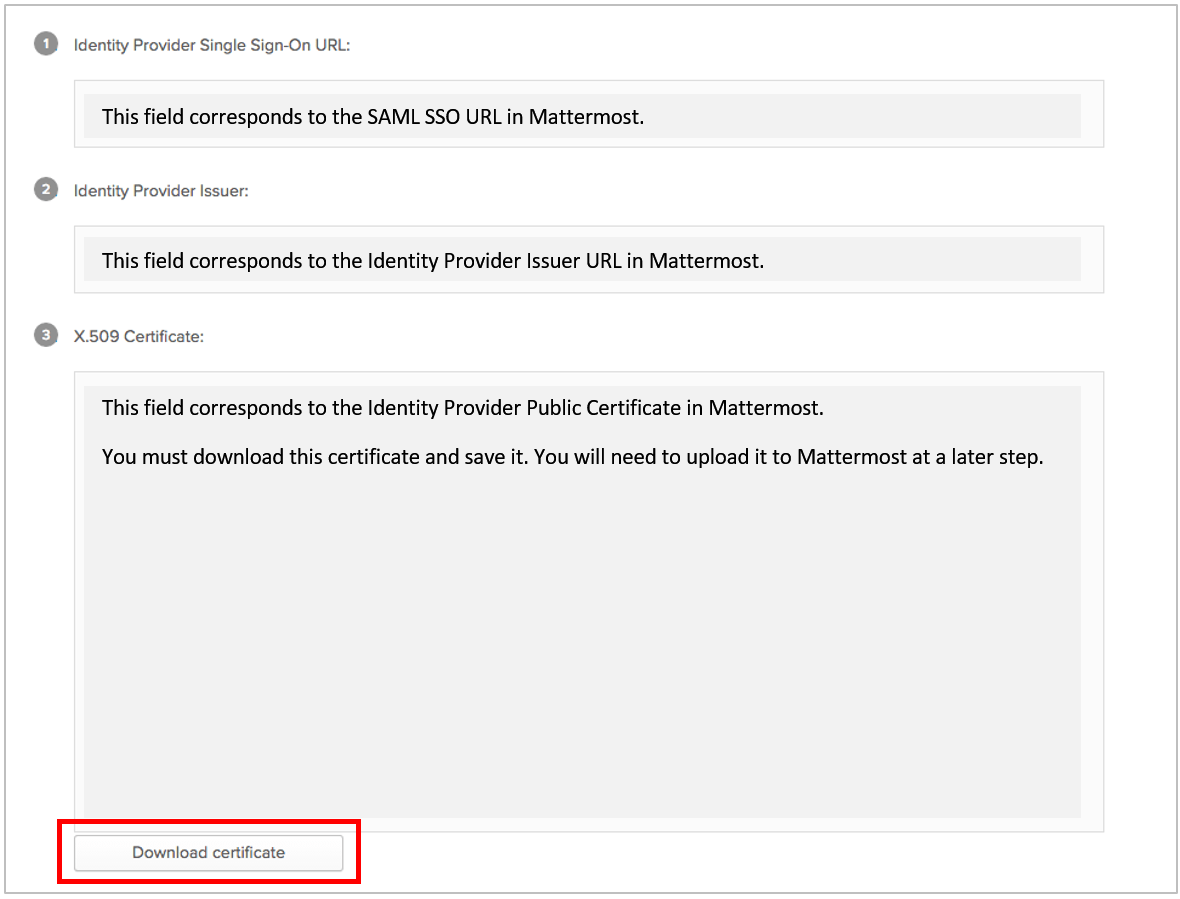 1 Identity Provider Single Sign-On URL:
This field corresponds to the SAML SSO URL in Mattermost.
2 Identity Provider Issuer:
This field corresponds to the Identity Provider Issuer URL in Mattermost.
3 X.509 Certificate:
This field corresponds to the Identity Provider Public Certificate in Mattermost.
You must download this certificate and save it. You will need to upload it to Mattermost at a later step.
Download certificate